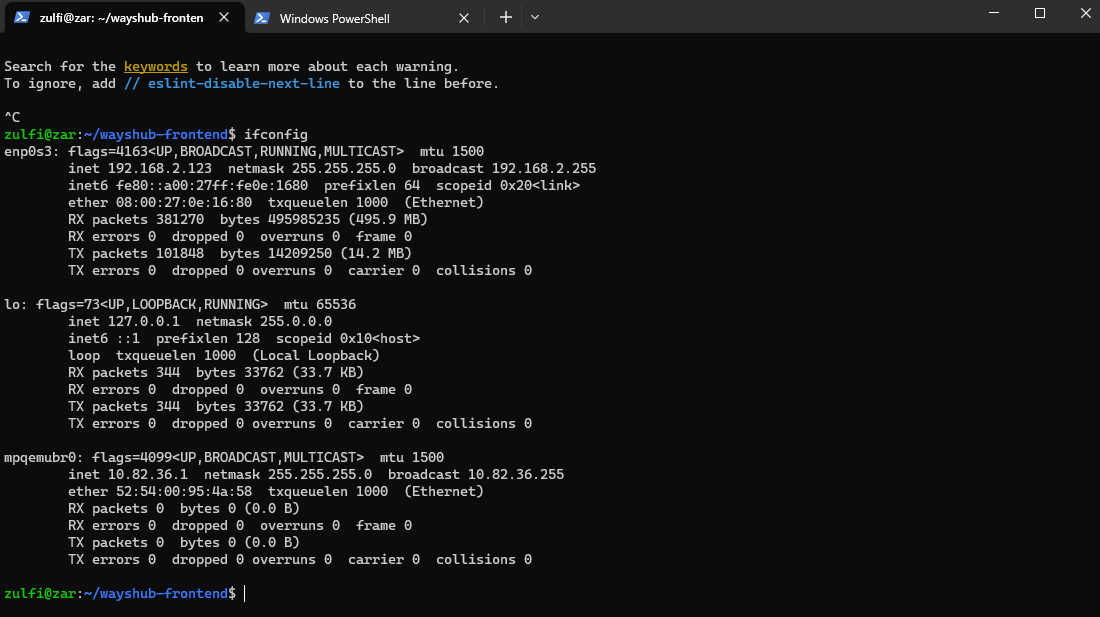 zulfi@zar: ~/wayshub-fronten
Windows PowerShell
Search for the keywords to learn more about each warning.
To ignore, add // eslint-disable-next-line to the line before.
^C
zulfi@zar:~/wayshub-frontend$ ifconfig
enp0s3: flags=4163<UP,BROADCAST,RUNNING,MULTICAST>  mtu 1500
        inet 192.168.2.123  netmask 255.255.255.0  broadcast 192.168.2.255
        inet6 fe80::a00:27ff:fe0e:1680  prefixlen 64  scopeid 0x20<link>
        ether 08:00:27:0e:16:80  txqueuelen 1000  (Ethernet)
        RX packets 381270  bytes 495985235 (495.9 MB)
        RX errors 0  dropped 0  overruns 0  frame 0
        TX packets 101848  bytes 14209250 (14.2 MB)
        TX errors 0  dropped 0 overruns 0  carrier 0  collisions 0
lo: flags=73<UP,LOOPBACK,RUNNING>  mtu 65536
        inet 127.0.0.1  netmask 255.0.0.0
        inet6 ::1  prefixlen 128  scopeid 0x10<host>
        loop  txqueuelen 1000  (Local Loopback)
        RX packets 344  bytes 33762 (33.7 KB)
        RX errors 0  dropped 0  overruns 0  frame 0
        TX packets 344  bytes 33762 (33.7 KB)
        TX errors 0  dropped 0 overruns 0  carrier 0  collisions 0
mpqemubr0: flags=4099<UP,BROADCAST,MULTICAST>  mtu 1500
        inet 10.82.36.1  netmask 255.255.255.0  broadcast 10.82.36.255
        ether 52:54:00:95:4a:58  txqueuelen 1000  (Ethernet)
        RX packets 0  bytes 0 (0.0 B)
        RX errors 0  dropped 0  overruns 0  frame 0
        TX packets 0  bytes 0 (0.0 B)
        TX errors 0  dropped 0 overruns 0  carrier 0  collisions 0
zulfi@zar:~/wayshub-frontend$